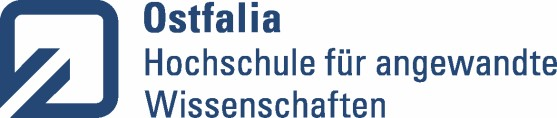 Ostfalia
Hochschule für angewandte
Wissenschaften